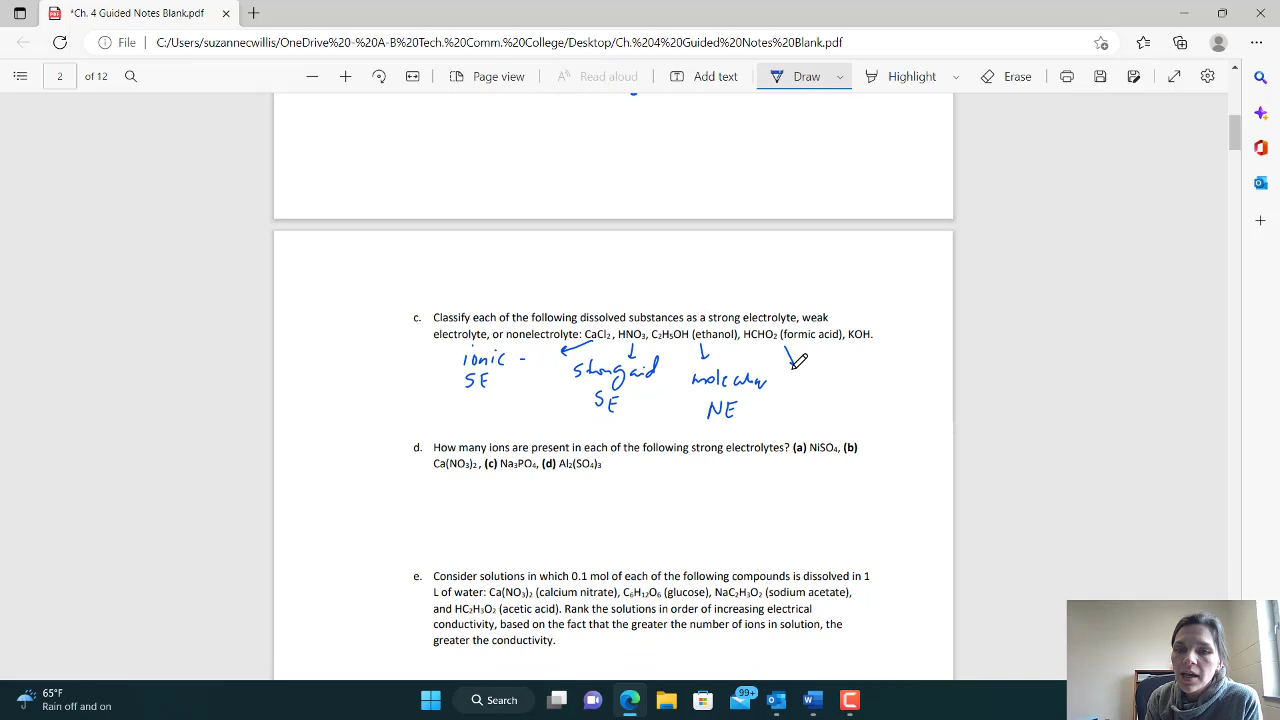 *Ch. 4 Guided Notes Blank.pdf
File C:/Users/suzannecwillis/OneDrive%20-%20A-B%20Tech.%20Comm.%20College/Desktop/Ch.%204%20Guided%20Notes%20Blank.pdf
2 of 12 Page view Read aloud Add text Draw Highlight Erase
c. Classify each of the following dissolved substances as a strong electrolyte, weak
electrolyte, or nonelectrolyte: CaCl₂, HNO₃, C₂H₅OH (ethanol), HCHO₂ (formic acid), KOH.
ionic - strong acid molecular
SE SE NE
d. How many ions are present in each of the following strong electrolytes? (a) NiSO₄, (b)
Ca(NO₃)₂, (c) Na₃PO₄, (d) Al₂(SO₄)₃
e. Consider solutions in which 0.1 mol of each of the following compounds is dissolved in 1
L of water: Ca(NO₃)₂ (calcium nitrate), C₆H₁₂O₆ (glucose), NaC₂H₃O₂ (sodium acetate),
and HC₂H₃O₂ (acetic acid). Rank the solutions in order of increasing electrical
conductivity, based on the fact that the greater the number of ions in solution, the
greater the conductivity.
65°F
Rain off and on
Search
99+